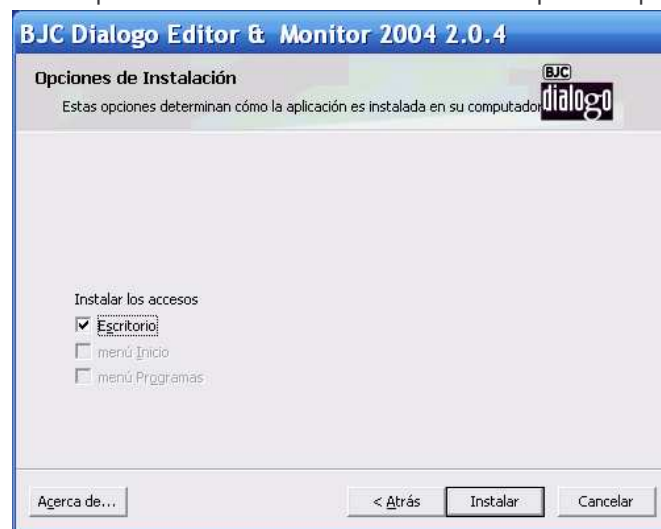 BJC Dialogo Editor & Monitor 2004 2.0.4
Opciones de Instalación
Estas opciones determinan cómo la aplicación es instalada en su computador
BJC
dialogo
Instalar los accesos
Escritorio
menú Inicio
menú Programas
Acerca de...
< Atrás
Instalar
Cancelar